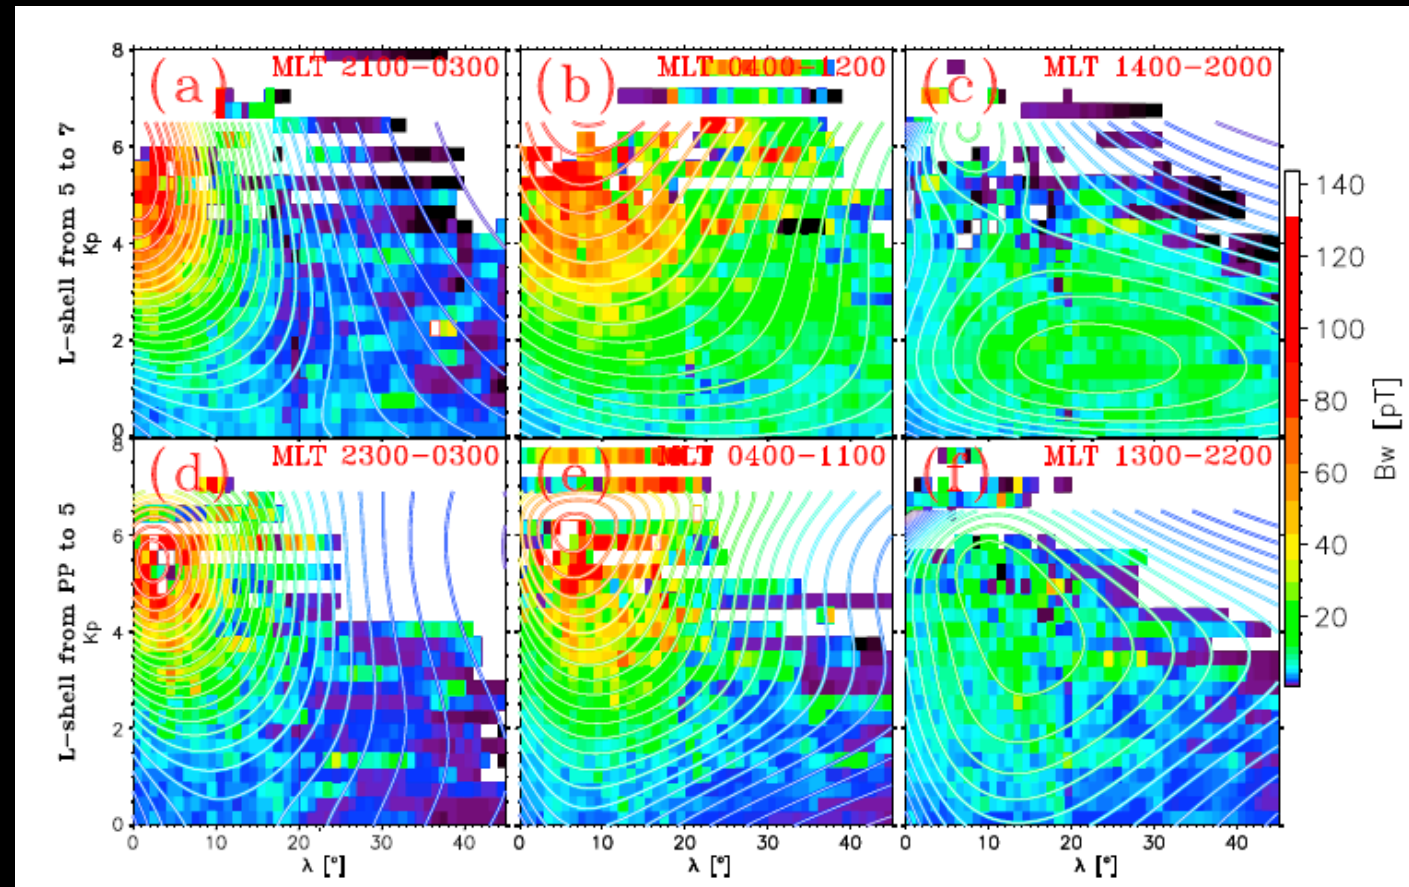 (a) MLT 2100-0300
(b) MLT 0400-1200
(c) MLT 1400-2000
L-shell from 5 to 7
Kp
8
6
4
2
0
(d) MLT 2300-0300
(e) MLT 0400-1100
(f) MLT 1300-2200
L-shell from PP to 5
Kp
8
6
4
2
0
0 10 20 30 40
λ [°]
0 10 20 30 40
λ [°]
0 10 20 30 40
λ [°]
140
120
100
80
60
40
20
Bw [pT]